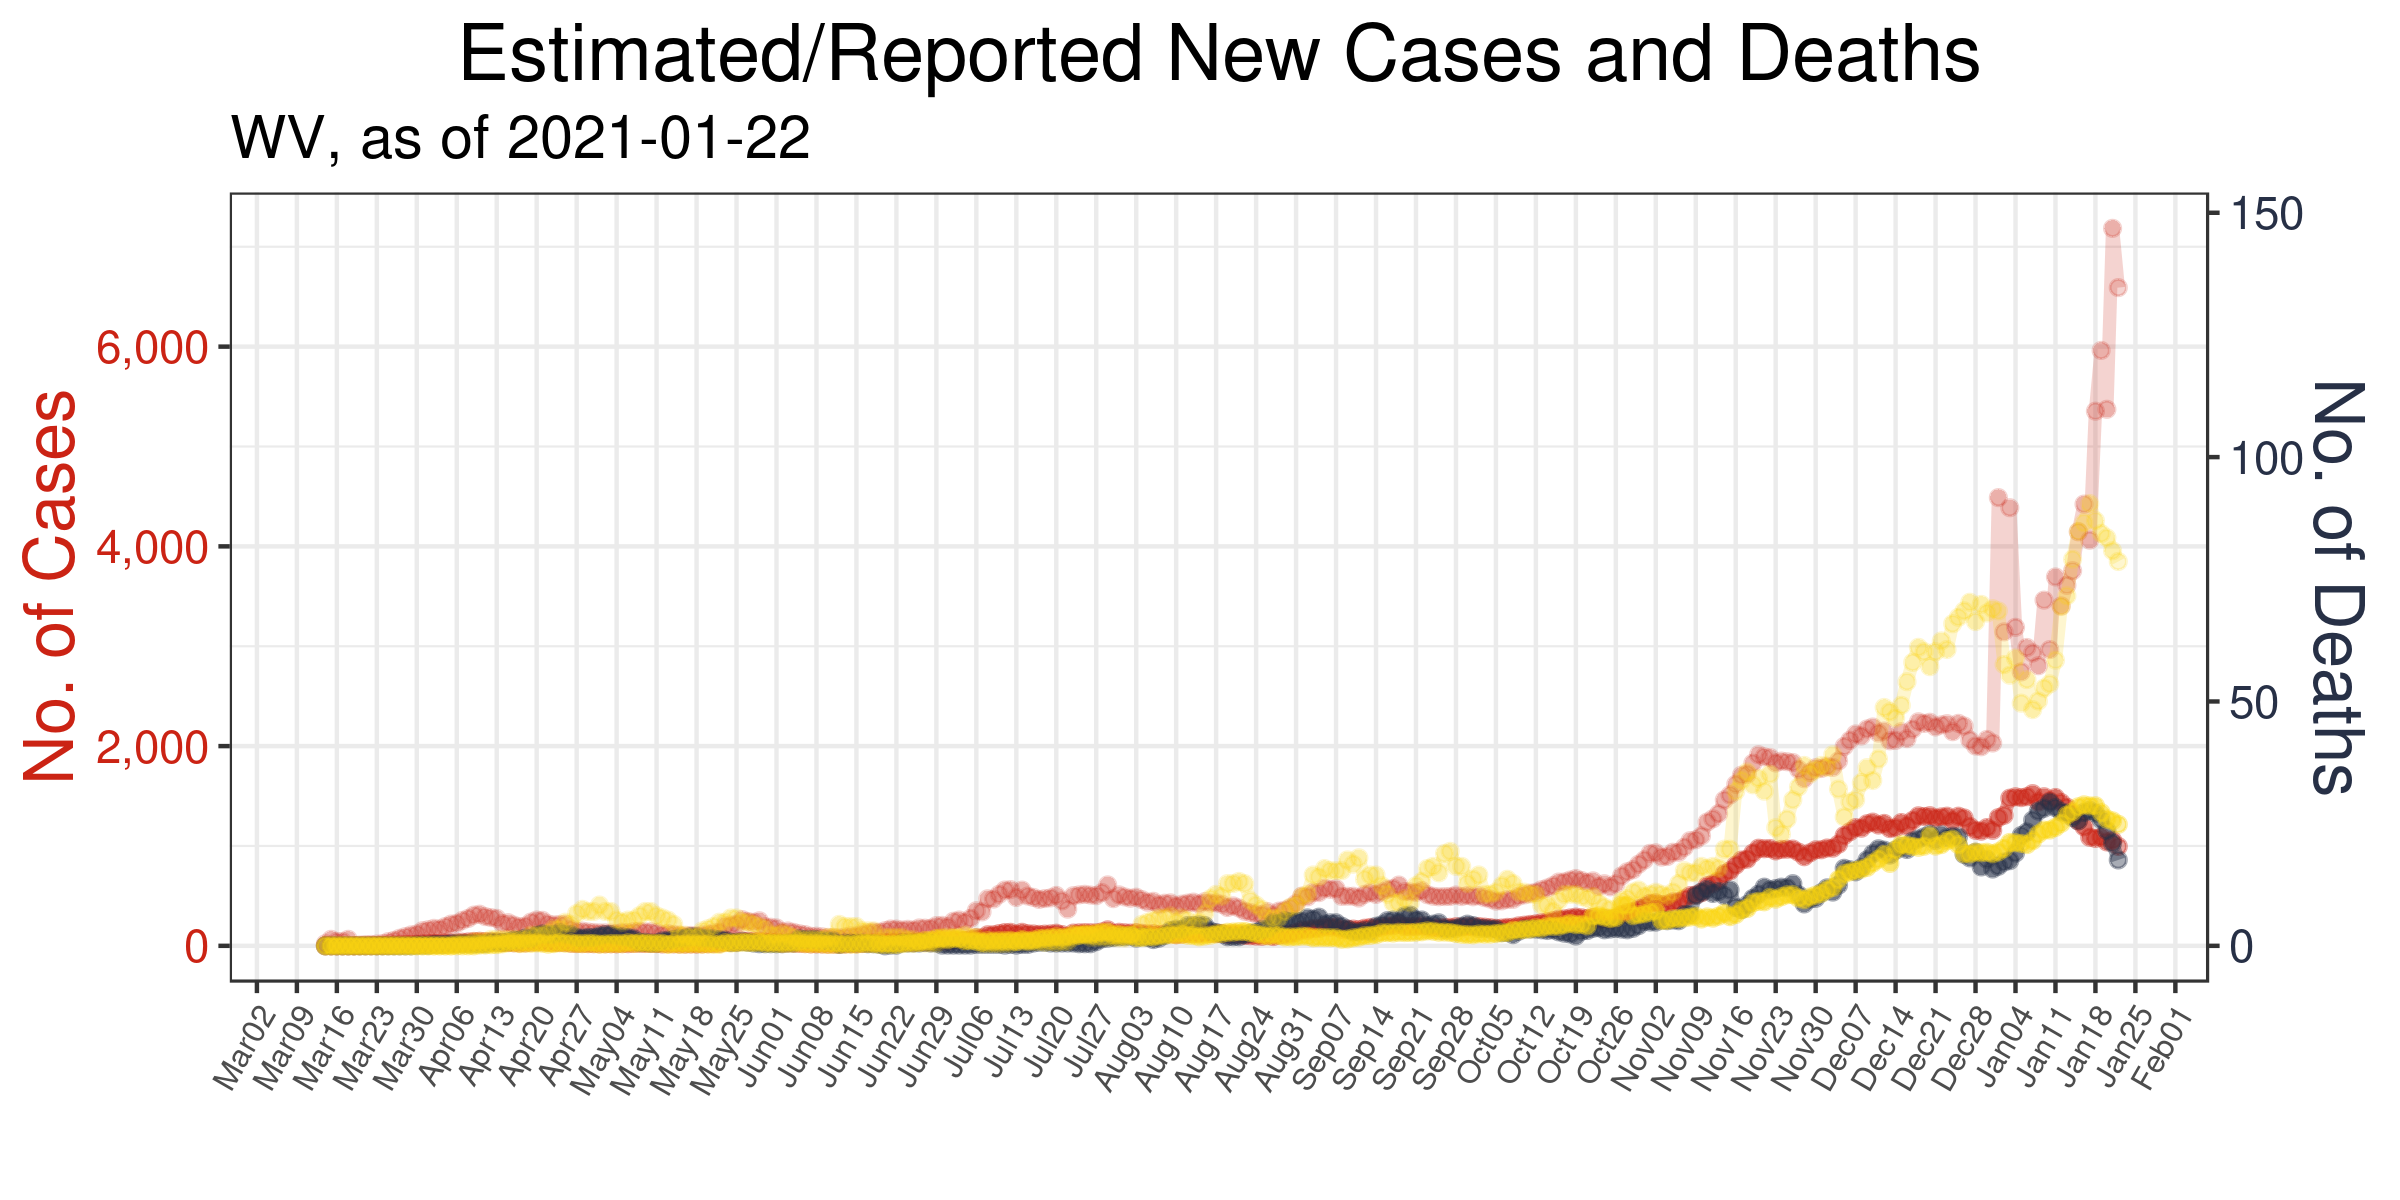 Estimated/Reported New Cases and Deaths
WV, as of 2021-01-22
No. of Cases
6,000
4,000
2,000
0
150
100
50
0
No. of Deaths
Mar02
Mar09
Mar16
Mar23
Mar30
Apr06
Apr13
Apr20
Apr27
May04
May11
May18
May25
Jun01
Jun08
Jun15
Jun22
Jun29
Jul06
Jul13
Jul20
Jul27
Aug03
Aug10
Aug17
Aug24
Aug31
Sep07
Sep14
Sep21
Sep28
Oct05
Oct12
Oct19
Oct26
Nov02
Nov09
Nov16
Nov23
Nov30
Dec07
Dec14
Dec21
Dec28
Jan04
Jan11
Jan18
Jan25
Feb01